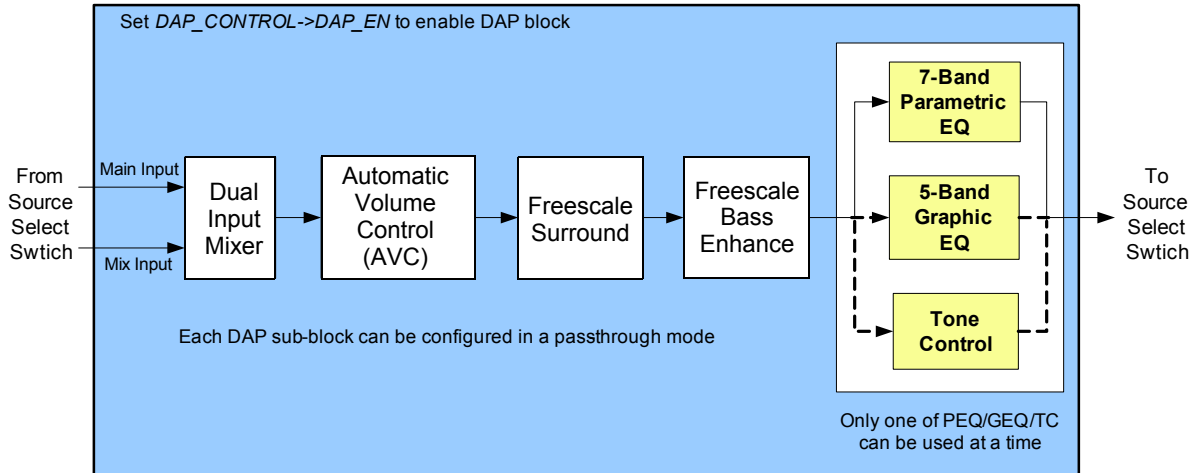 Set DAP_CONTROL->DAP_EN to enable DAP block
From
Source
Select
Swtich
Main Input
Mix Input
Dual
Input
Mixer
Automatic
Volume
Control
(AVC)
Freescale
Surround
Freescale
Bass
Enhance
7-Band
Parametric
EQ
5-Band
Graphic
EQ
Tone
Control
To
Source
Select
Swtich
Each DAP sub-block can be configured in a passthrough mode
Only one of PEQ/GEQ/TC
can be used at a time